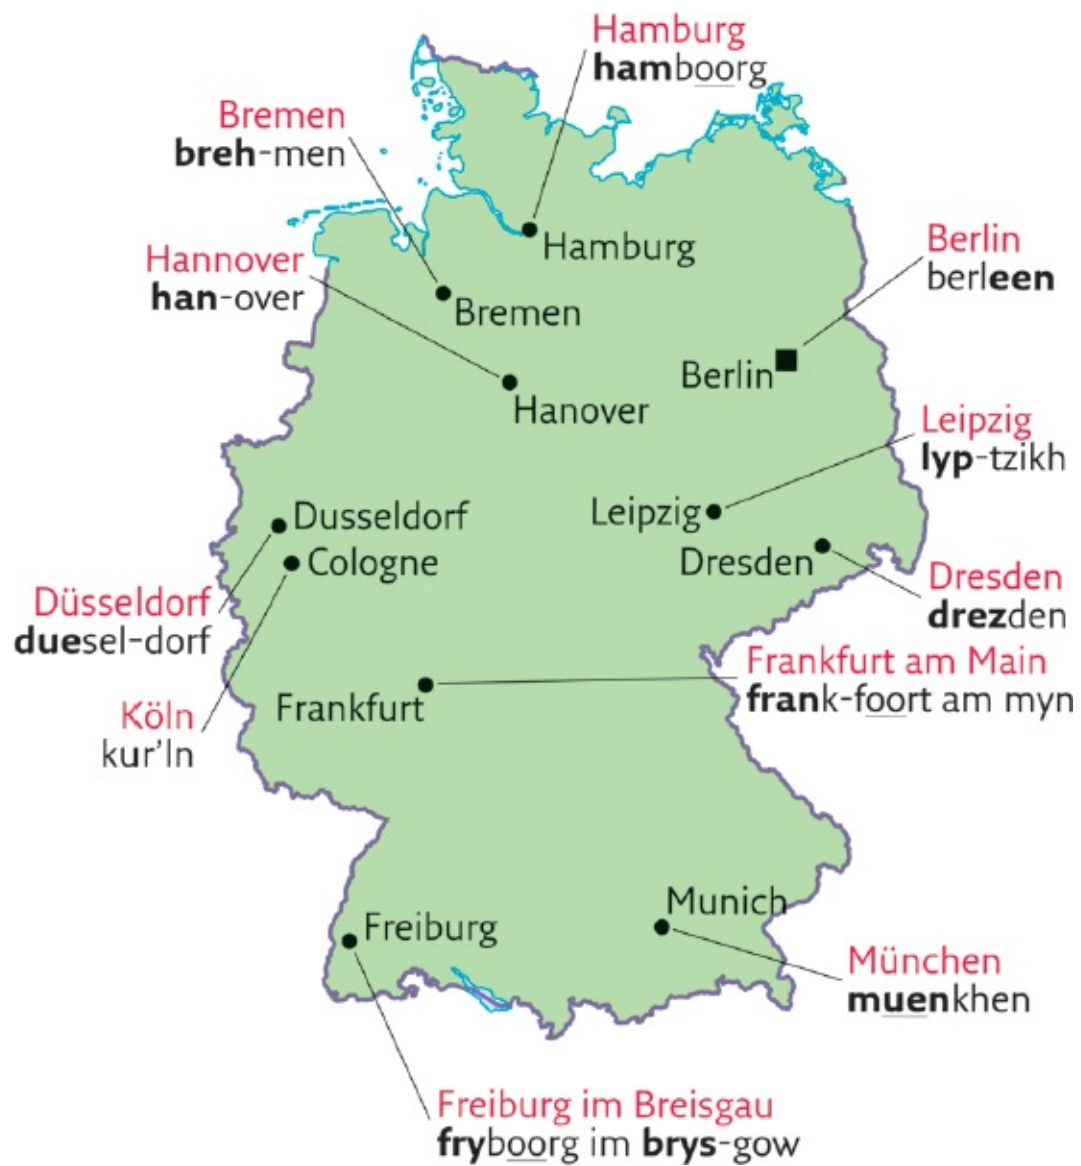 Hamburg
hamboorg
Bremen
breh-men
Hannover
han-over
Hamburg
Berlin
berleen
Bremen
Berlin
Hanover
Leipzig
lyp-tzikh
Dusseldorf
Leipzig
Cologne
Dresden
Düsseldorf
duesel-dorf
Dresden
drezden
Frankfurt am Main
frank-foort am myn
Köln
kur'ln
Frankfurt
Munich
Freiburg
München
muenkhen
Freiburg im Breisgau
fryboorg im brys-gow